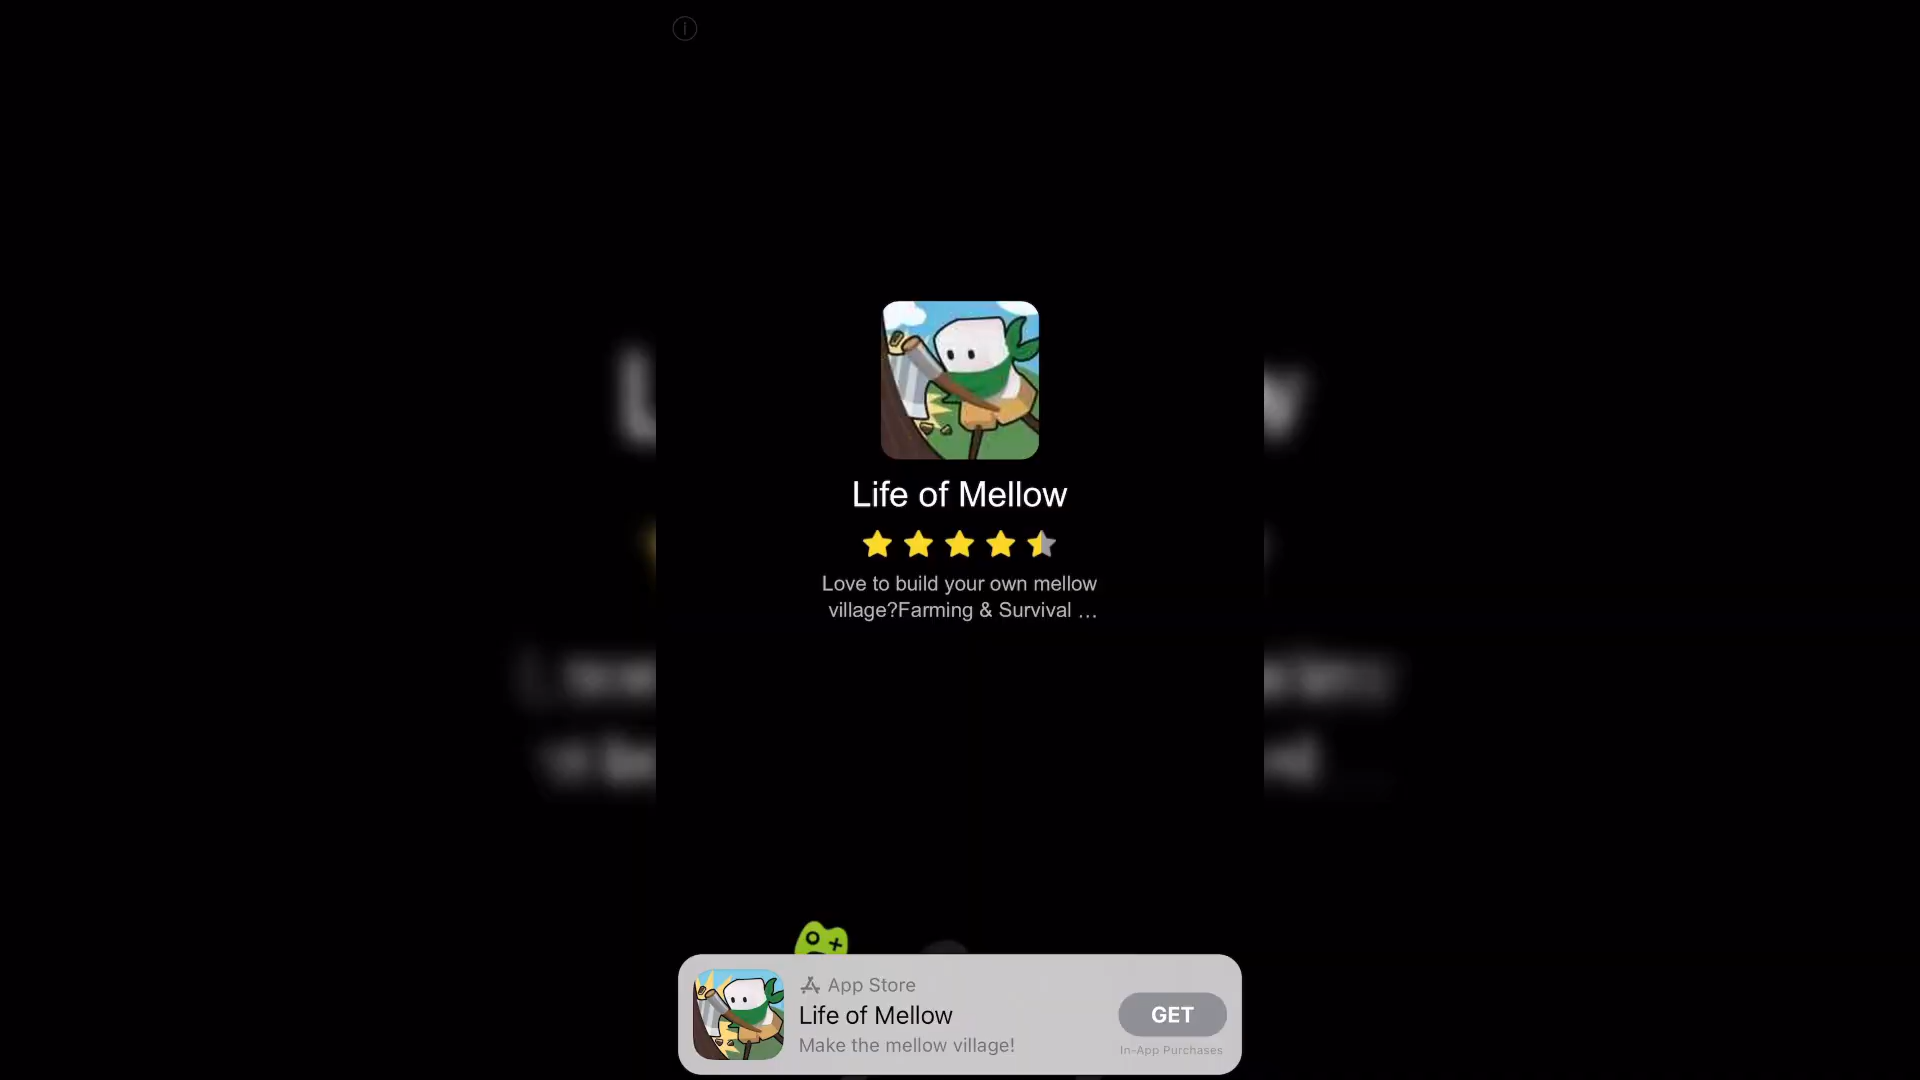 Life of Mellow
Love to build your own mellow
village?Farming & Survival ...
App Store
Life of Mellow
Make the mellow village!
GET
In-App Purchases